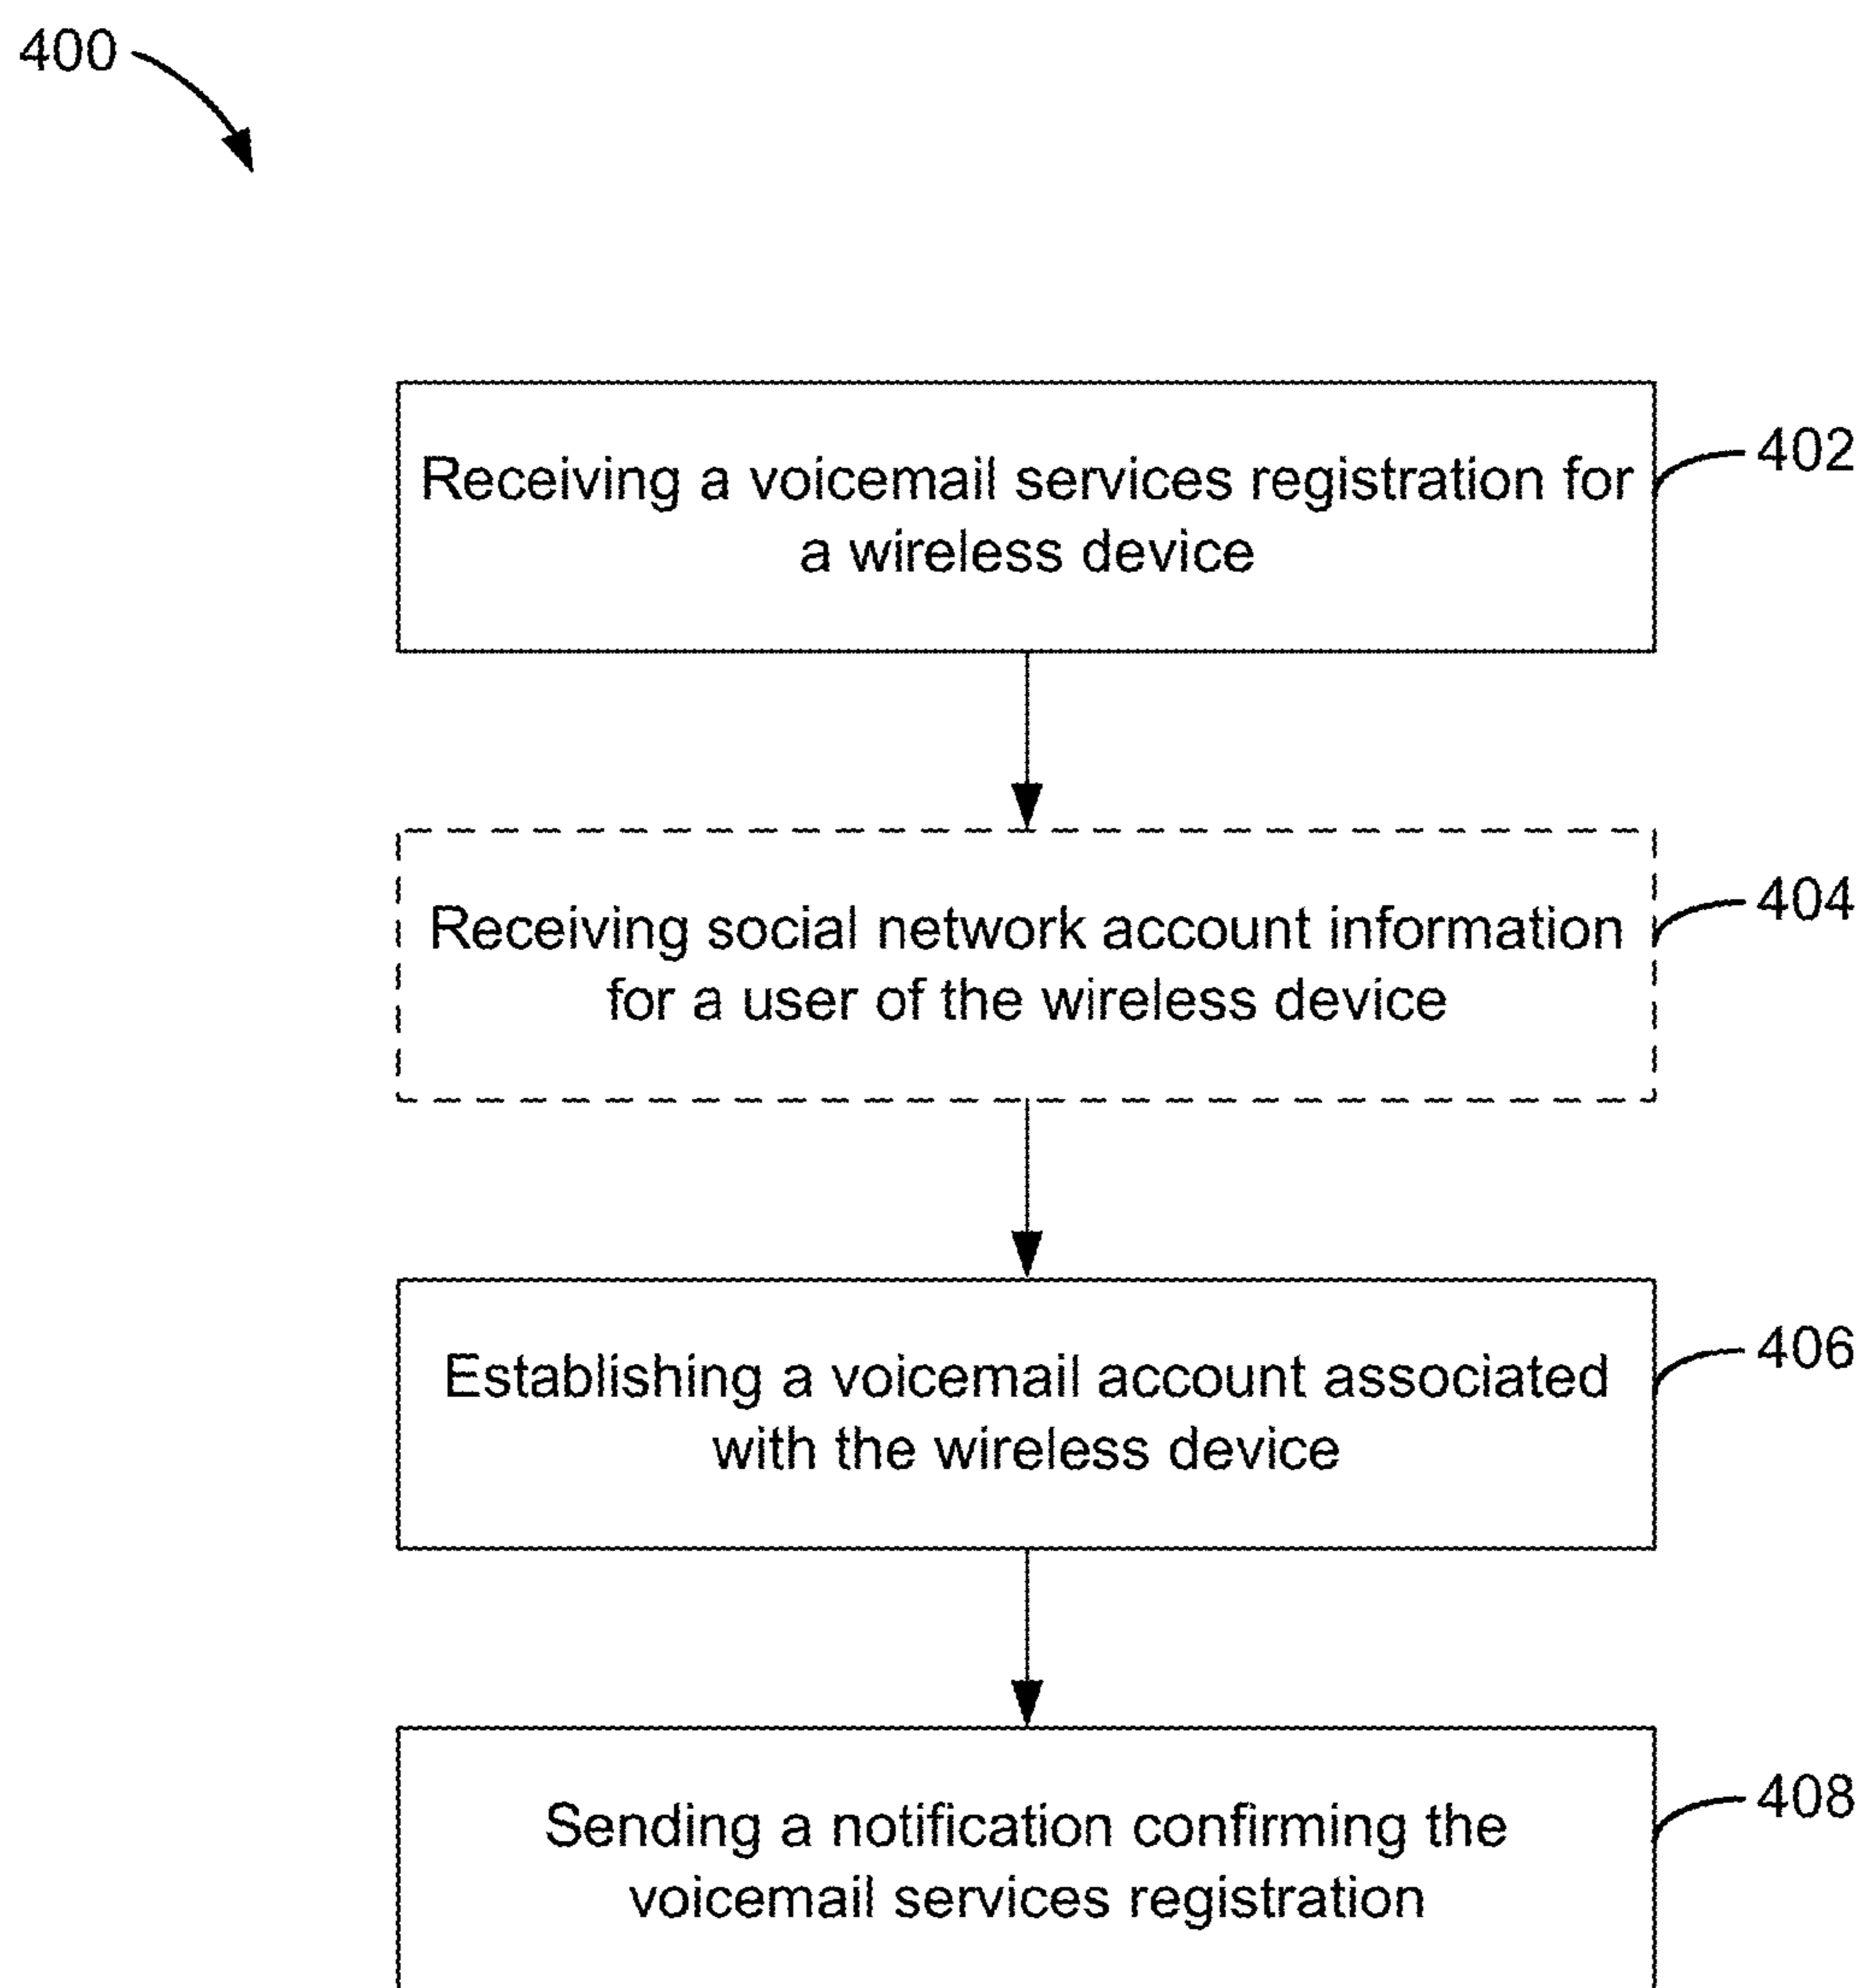 400
Receiving a voicemail services registration for
a wireless device
402
Receiving social network account information
for a user of the wireless device
404
Establishing a voicemail account associated
with the wireless device
406
Sending a notification confirming the
voicemail services registration
408